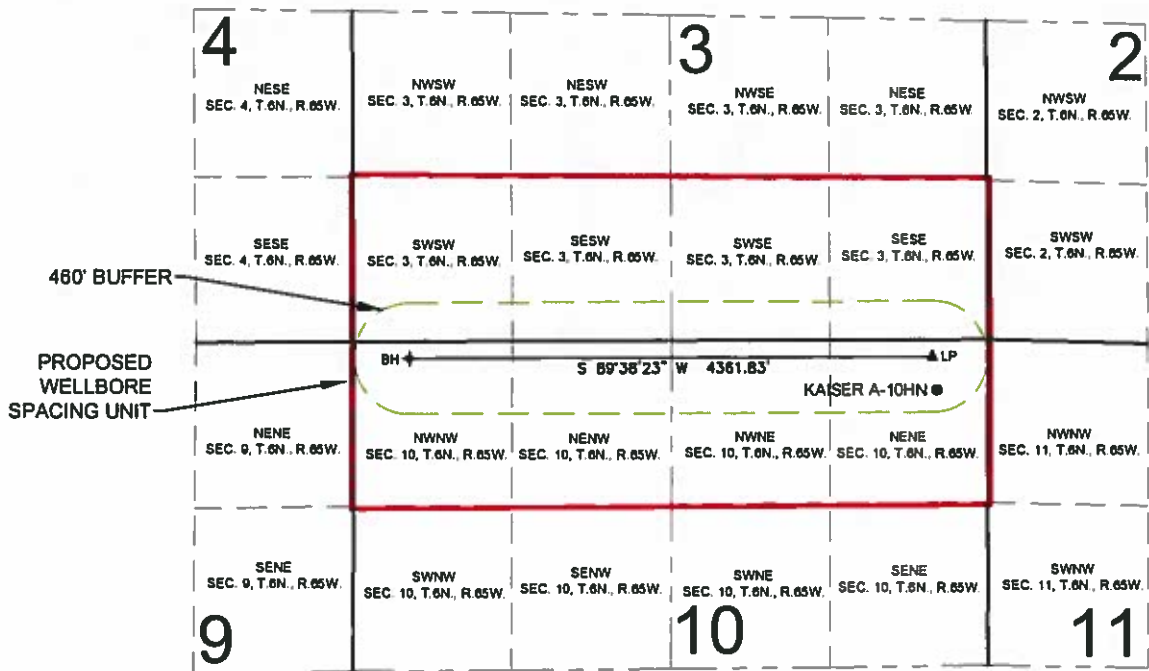 4
3
2
NESE
SEC. 4, T.6N., R.65W.
NWSW
SEC. 3, T.6N., R.65W.
NESW
SEC. 3, T.6N., R.65W.
NWSE
SEC. 3, T.6N., R.65W.
NESE
SEC. 3, T.6N., R.65W.
NWSW
SEC. 2, T.6N., R.65W.
SESE
SEC. 4, T.6N., R.65W.
SWSW
SEC. 3, T.6N., R.65W.
SESW
SEC. 3, T.6N., R.65W.
SWSE
SEC. 3, T.6N., R.65W.
SESE
SEC. 3, T.6N., R.65W.
SWSW
SEC. 2, T.6N., R.65W.
460' BUFFER
BH
S 89°38'23" W 4361.83'
LP
PROPOSED
WELLBORE
SPACING UNIT
KAISER A-10HN
NENE
SEC. 9, T.6N., R.65W.
NWNW
SEC. 10, T.6N., R.65W.
NENW
SEC. 10, T.6N., R.65W.
NWNE
SEC. 10, T.6N., R.65W.
NENE
SEC. 10, T.6N., R.65W.
NWNW
SEC. 11, T.6N., R.65W.
SENE
SEC. 9, T.6N., R.65W.
SWNW
SEC. 10, T.6N., R.65W.
SENW
SEC. 10, T.6N., R.65W.
SWNE
SEC. 10, T.6N., R.65W.
SENE
SEC. 10, T.6N., R.65W.
SWNW
SEC. 11, T.6N., R.65W.
9
10
11